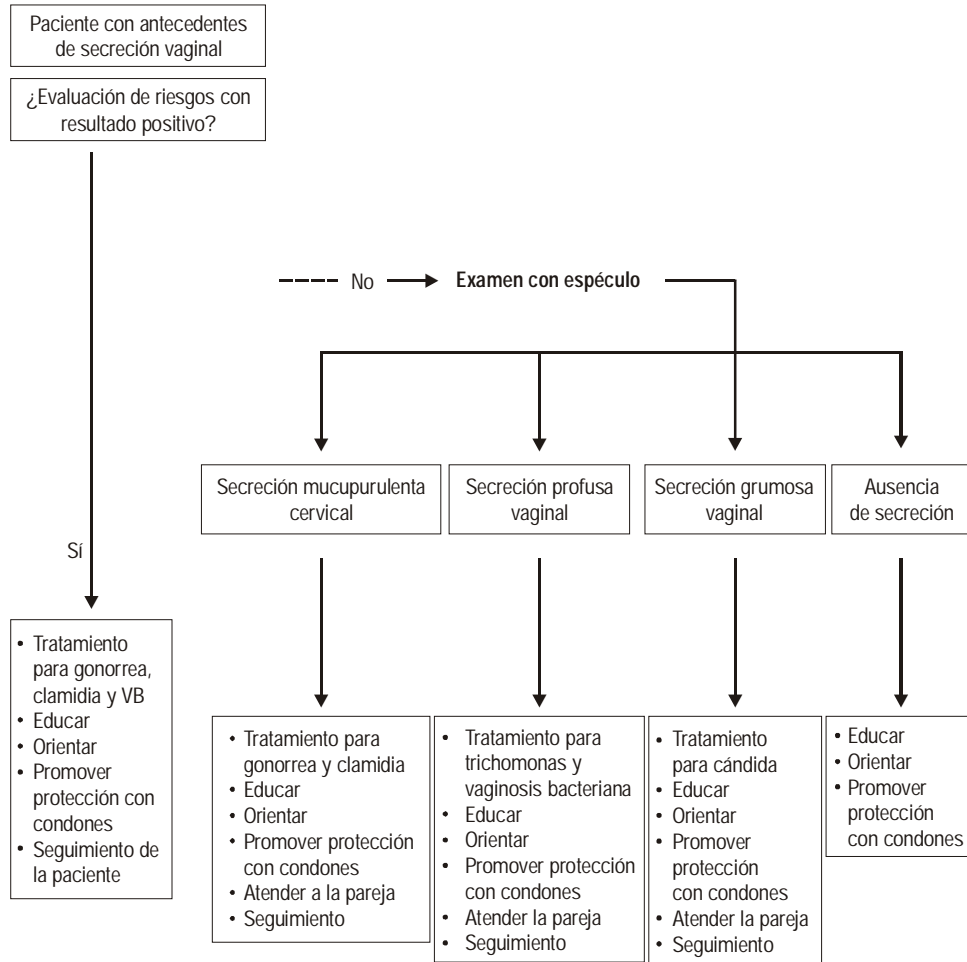 Paciente con antecedentes
de secreción vaginal
¿Evaluación de riesgos con
resultado positivo?
No
Examen con espéculo
Secreción mucupurulenta
cervical
Secreción profusa
vaginal
Secreción grumosa
vaginal
Ausencia
de secreción
Sí
• Tratamiento
para gonorrea,
clamidia y VB
• Educar
• Orientar
• Promover
protección con
condones
• Seguimiento de
la paciente
• Tratamiento para
gonorrea y clamidia
• Educar
• Orientar
• Promover protección
con condones
• Atender a la pareja
• Seguimiento
• Tratamiento para
trichomonas y
vaginosis bacteriana
• Educar
• Orientar
• Promover protección
con condones
• Atender la pareja
• Seguimiento
• Tratamiento
para cándida
• Educar
• Orientar
• Promover
protección
con condones
• Atender la pareja
• Seguimiento
• Educar
• Orientar
• Promover
protección
con condones